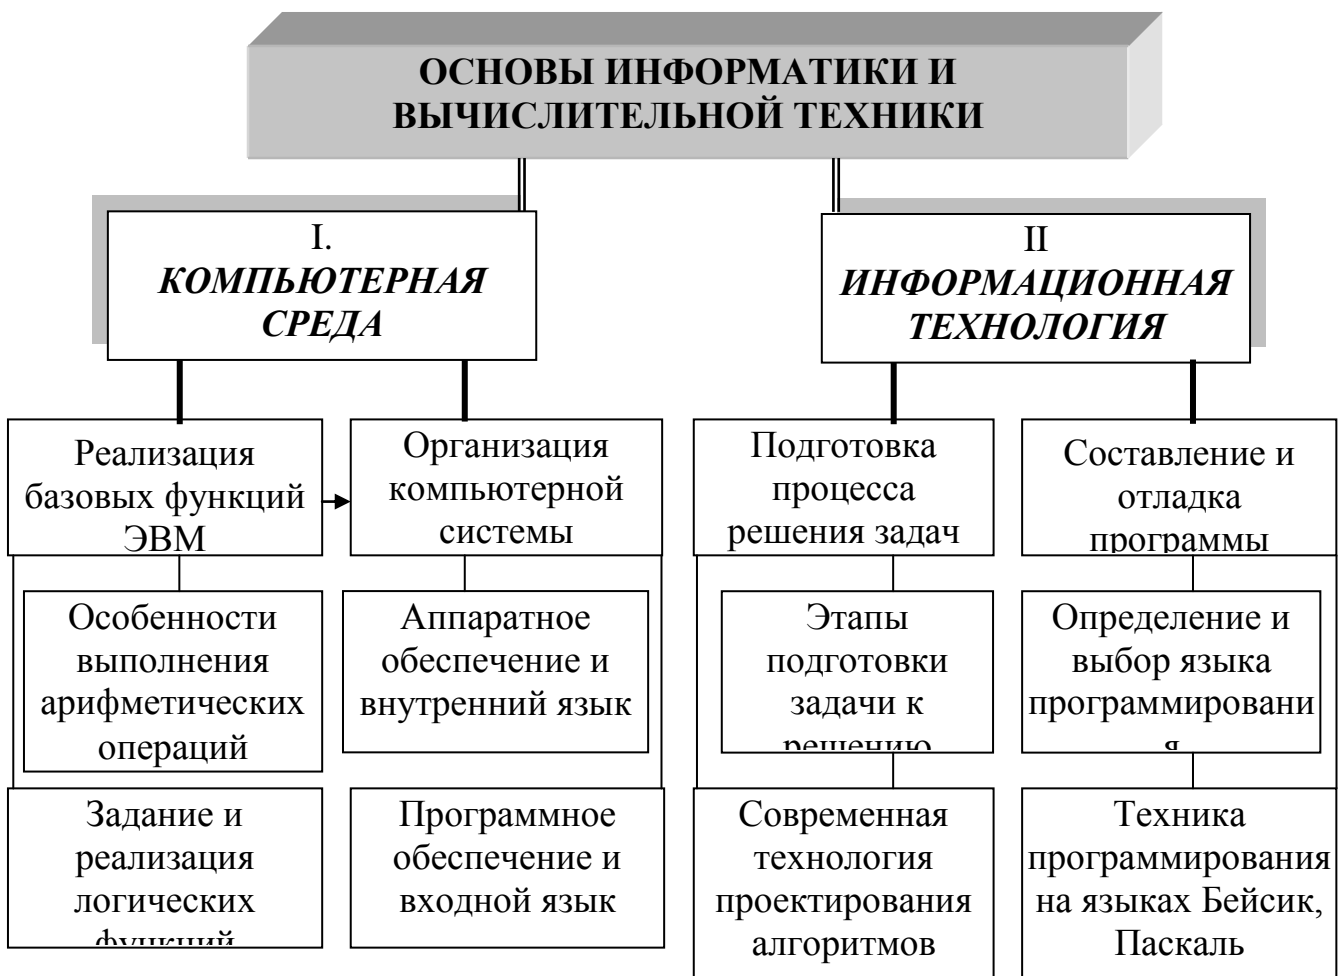 ОСНОВЫ ИНФОРМАТИКИ И
ВЫЧИСЛИТЕЛЬНОЙ ТЕХНИКИ
I.
КОМПЬЮТЕРНАЯ
СРЕДА
II
ИНФОРМАЦИОННАЯ
ТЕХНОЛОГИЯ
Реализация
базовых функций
ЭВМ
Организация
компьютерной
системы
Подготовка
процесса
решения задач
Составление и
отладка
программы
Особенности
выполнения
арифметических
операций
Аппаратное
обеспечение и
внутренний язык
Этапы
подготовки
задачи к
решению
Определение и
выбор языка
программировани
я
Задание и
реализация
логических
функций
Программное
обеспечение и
входной язык
Современная
технология
проектирования
алгоритмов
Техника
программирования
на языках Бейсик,
Паскаль